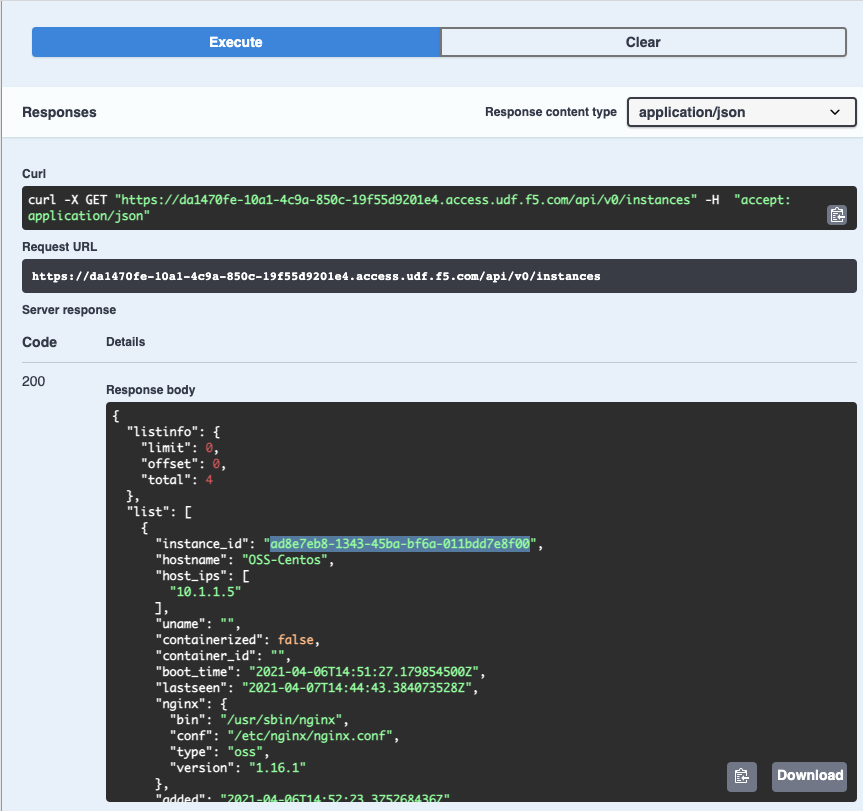 Execute
Clear
Responses
Response content type
application/json
Curl
curl -X GET "https://da1470fe-10a1-4c9a-850c-19f55d9201e4.access.udf.f5.com/api/v0/instances" -H  "accept:
application/json"
Request URL
https://da1470fe-10a1-4c9a-850c-19f55d9201e4.access.udf.f5.com/api/v0/instances
Server response
Code
Details
200
Response body
{
  "listinfo": {
    "limit": 0,
    "offset": 0,
    "total": 4
  },
  "list": [
    {
      "instance_id": "ad8e7eb8-1343-45ba-bf6a-011bdd7e8f00",
      "hostname": "OSS-Centos",
      "host_ips": [
        "10.1.1.5"
      ],
      "uname": "",
      "containerized": false,
      "container_id": "",
      "boot_time": "2021-04-06T14:51:27.179854500Z",
      "lastseen": "2021-04-07T14:44:43.384073528Z",
      "nginx": {
        "bin": "/usr/sbin/nginx",
        "conf": "/etc/nginx/nginx.conf",
        "type": "oss",
        "version": "1.16.1"
      },
      "added": "2021-04-06T14:52:23.375268436Z"
Download